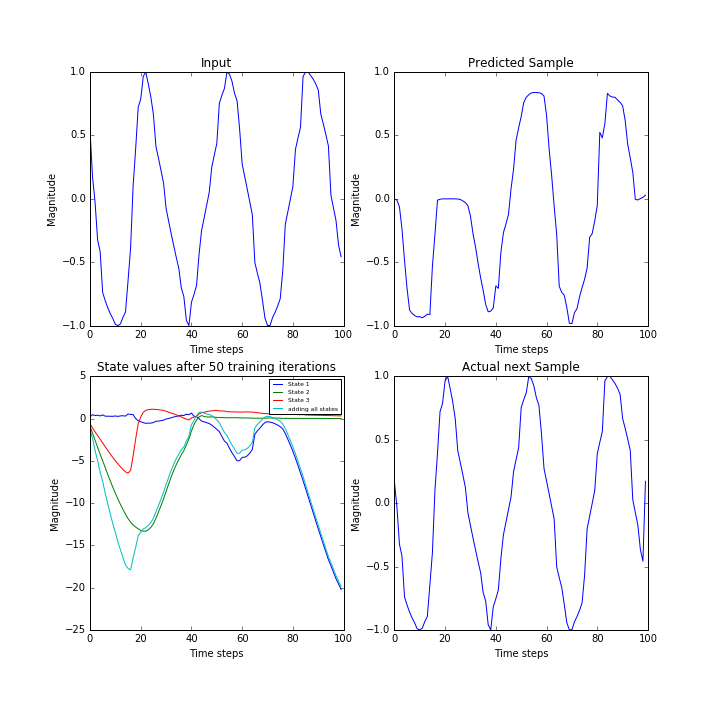 Input
1.0
0.5
0.0
−0.5
−1.0
Magnitude
0 20 40 60 80 100
Time steps
Predicted Sample
1.0
0.5
0.0
−0.5
−1.0
Magnitude
0 20 40 60 80 100
Time steps
State values after 50 training iterations
5
0
−5
−10
−15
−20
−25
Magnitude
State 1
State 2
State 3
adding all states
0 20 40 60 80 100
Time steps
Actual next Sample
1.0
0.5
0.0
−0.5
−1.0
Magnitude
0 20 40 60 80 100
Time steps